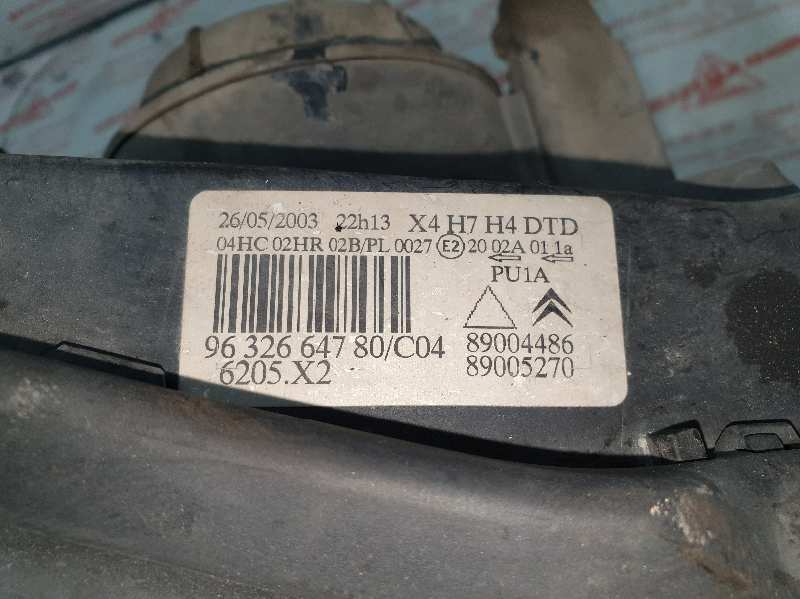 26/05/2003 22h13 X4 H7 H4 DTD
04HC 02HR 02B/PL 0027 E2 20 02A 01 1a
PU1A
96 326 647 80/C04 89004486
6205.X2 89005270